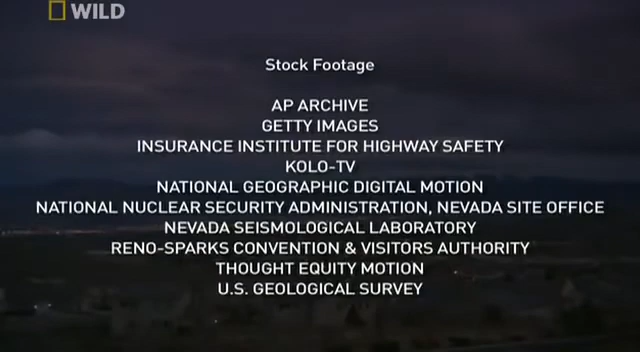 WILD
Stock Footage
AP ARCHIVE
GETTY IMAGES
INSURANCE INSTITUTE FOR HIGHWAY SAFETY
KOLO-TV
NATIONAL GEOGRAPHIC DIGITAL MOTION
NATIONAL NUCLEAR SECURITY ADMINISTRATION, NEVADA SITE OFFICE
NEVADA SEISMOLOGICAL LABORATORY
RENO-SPARKS CONVENTION & VISITORS AUTHORITY
THOUGHT EQUITY MOTION
U.S. GEOLOGICAL SURVEY